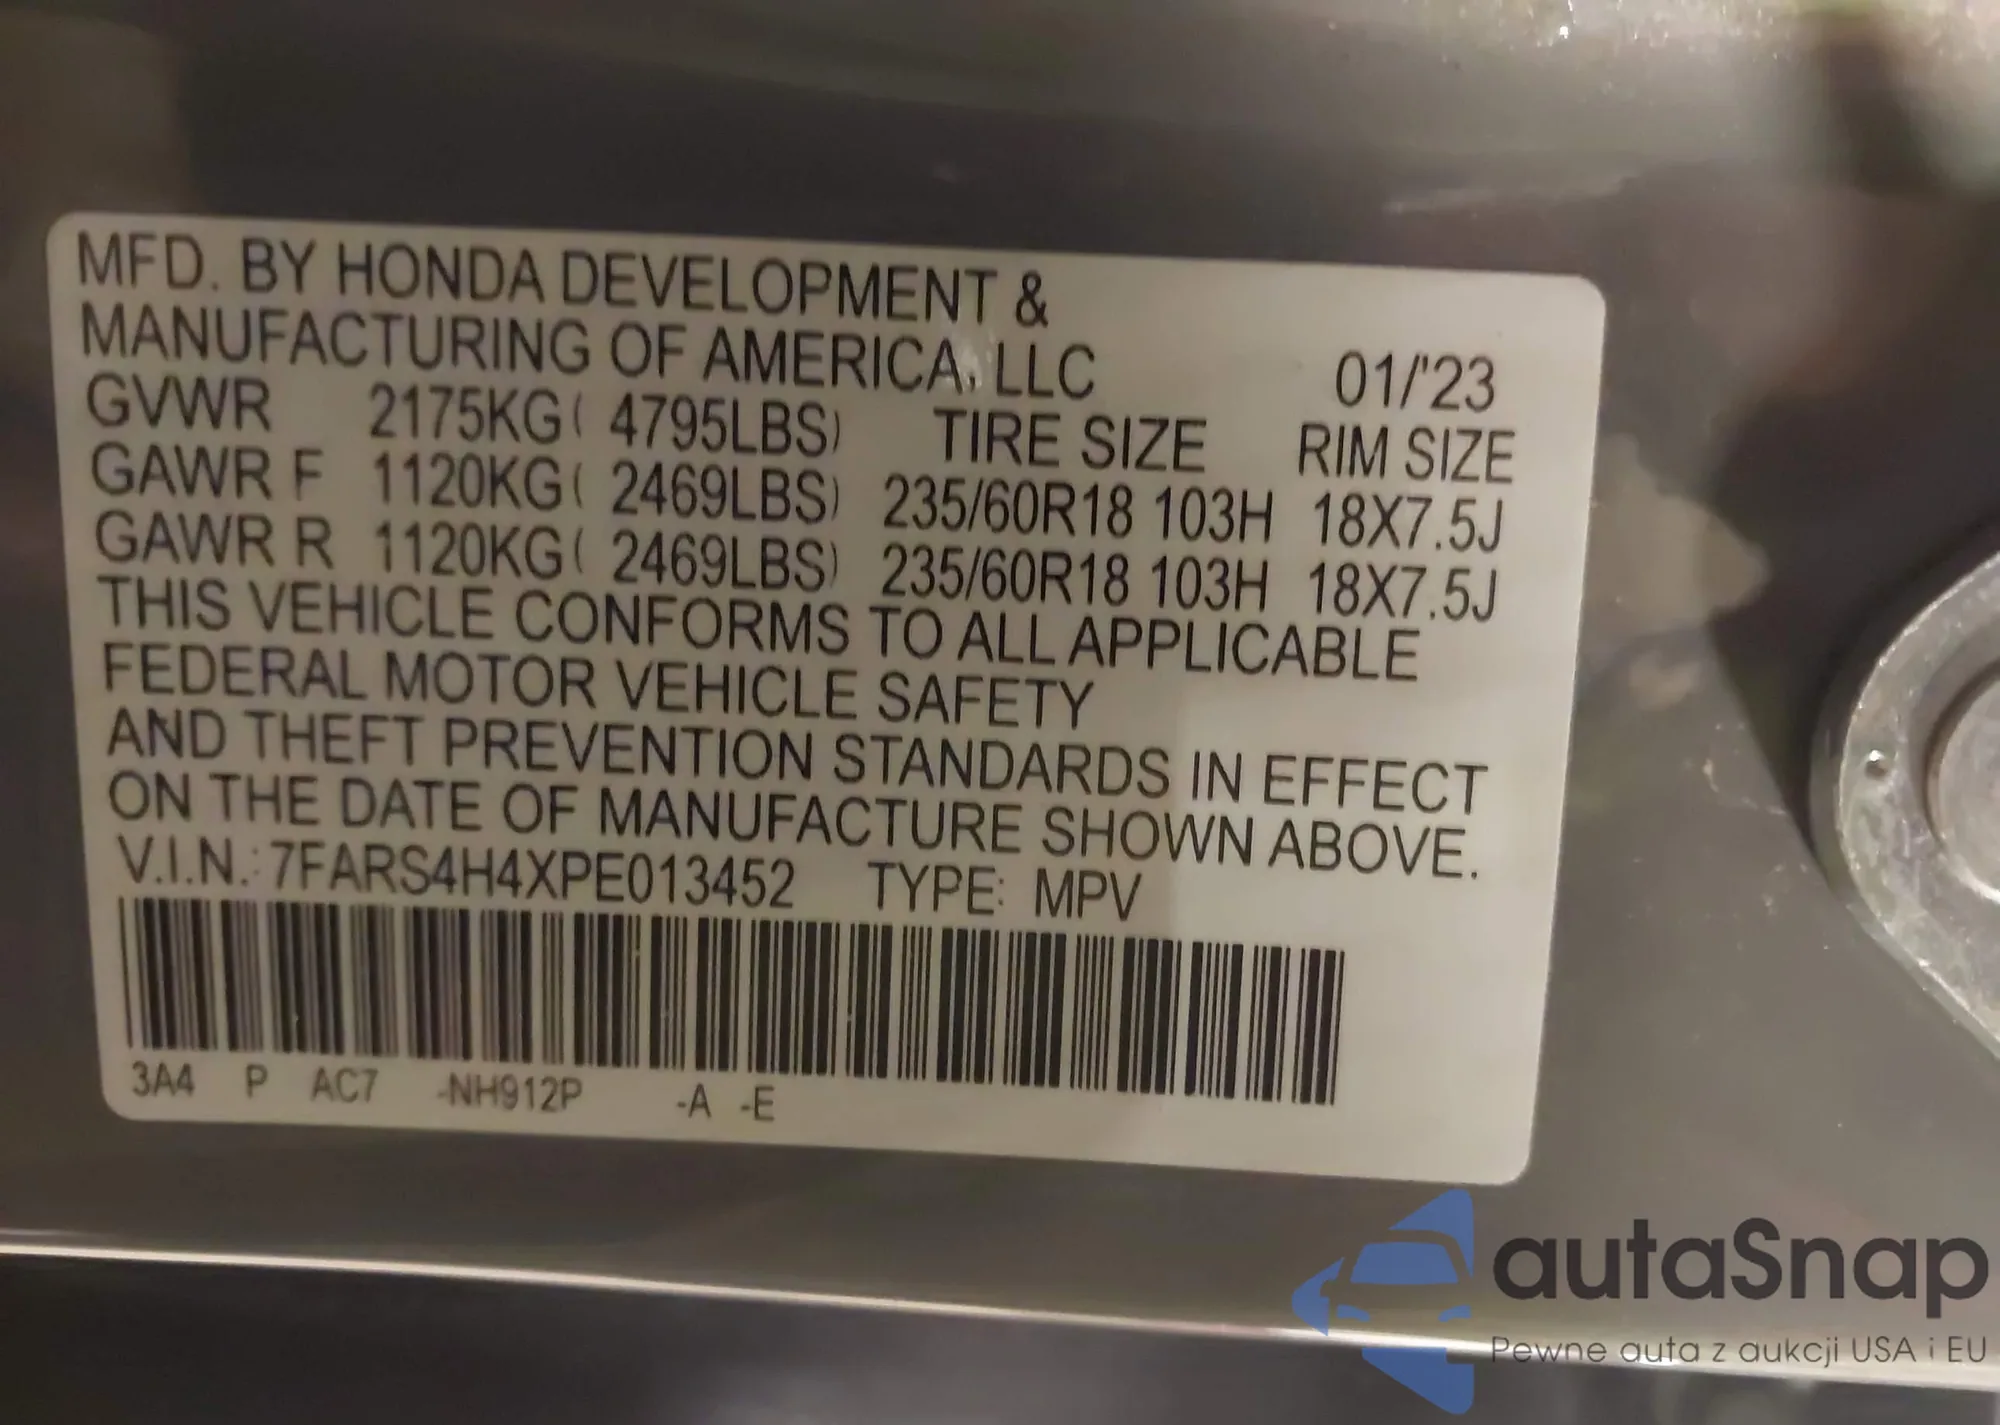 MFD. BY HONDA DEVELOPMENT &
MANUFACTURING OF AMERICA, LLC 01/'23
GVWR 2175KG( 4795LBS) TIRE SIZE RIM SIZE
GAWR F 1120KG( 2469LBS) 235/60R18 103H 18X7.5J
GAWR R 1120KG( 2469LBS) 235/60R18 103H 18X7.5J
THIS VEHICLE CONFORMS TO ALL APPLICABLE
FEDERAL MOTOR VEHICLE SAFETY
AND THEFT PREVENTION STANDARDS IN EFFECT
ON THE DATE OF MANUFACTURE SHOWN ABOVE.
V.I.N.: 7FARS4H4XPE013452 TYPE: MPV
3A4 P AC7 -NH912P -A -E
autaSnap
Pewne auta z aukcji USA i EU